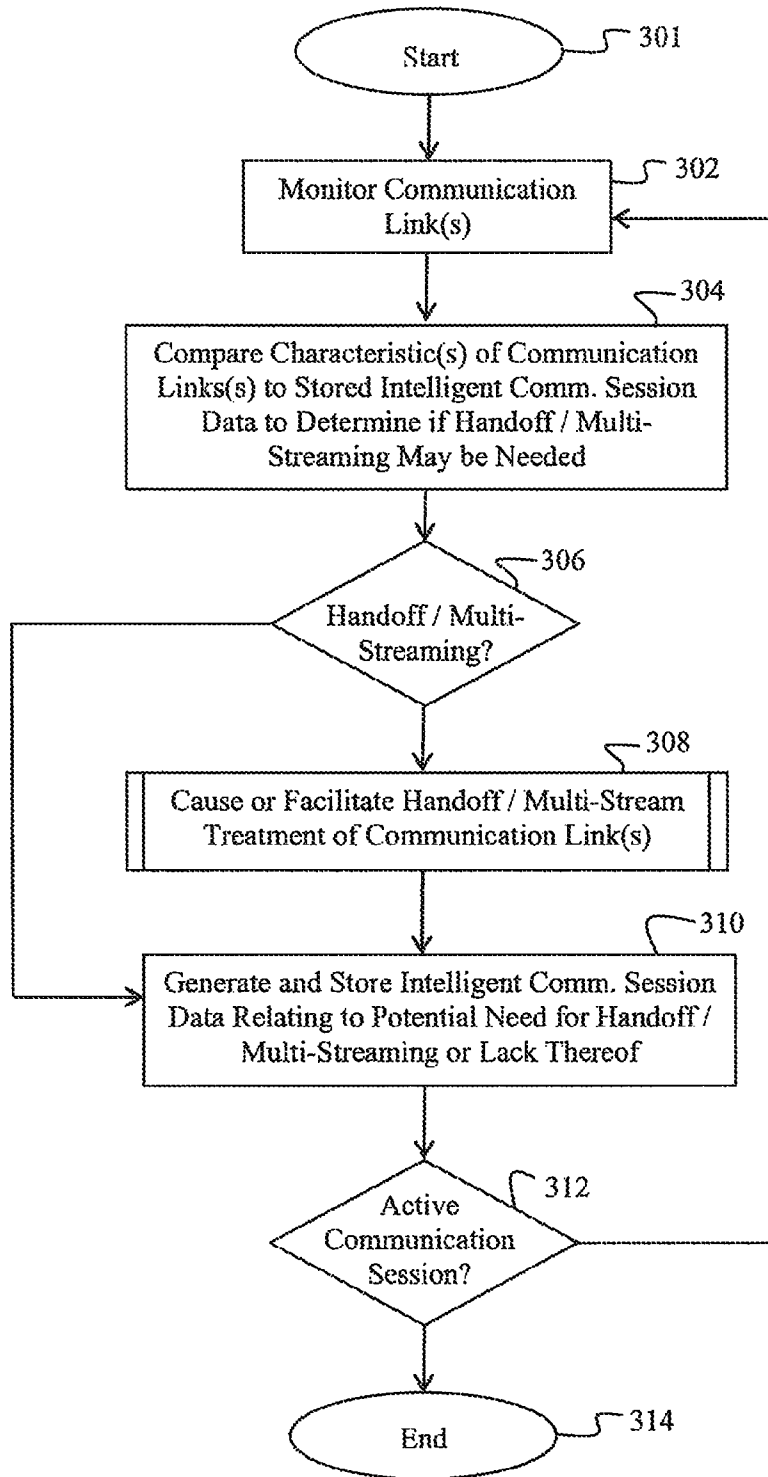 Start
301
Monitor Communication
Link(s)
302
Compare Characteristic(s) of Communication
Links(s) to Stored Intelligent Comm. Session
Data to Determine if Handoff / Multi-
Streaming May be Needed
304
Handoff / Multi-
Streaming?
306
Cause or Facilitate Handoff / Multi-Stream
Treatment of Communication Link(s)
308
Generate and Store Intelligent Comm. Session
Data Relating to Potential Need for Handoff /
Multi-Streaming or Lack Thereof
310
Active
Communication
Session?
312
End
314